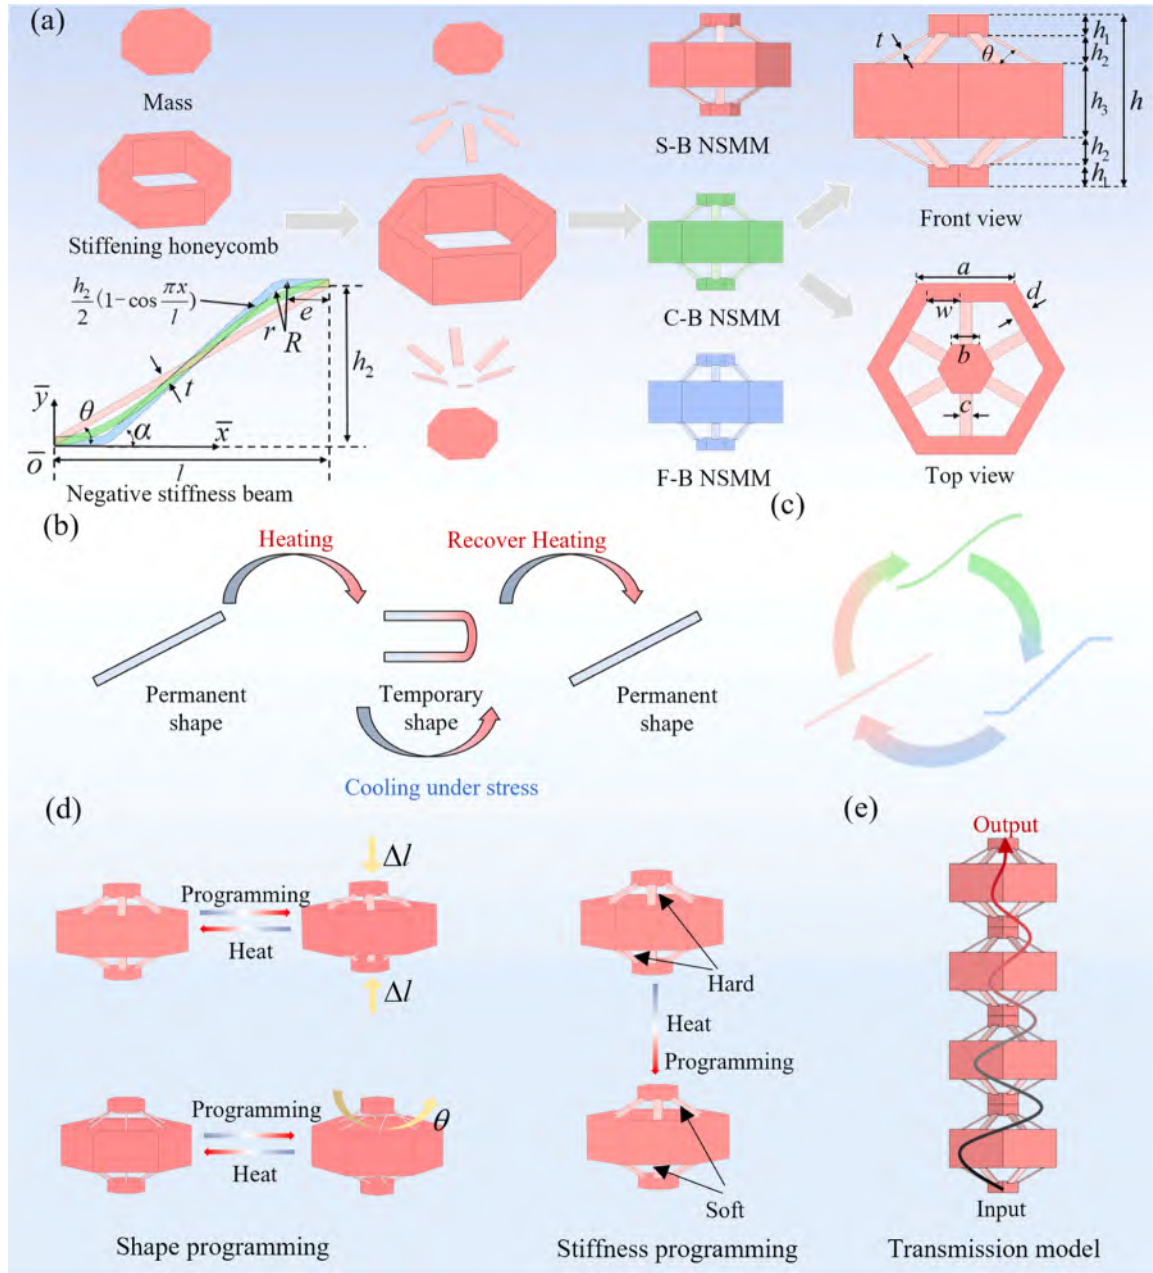 (a)
Mass
Stiffening honeycomb
h₂/2 (1-cos πx/l)
r
R
e
h₂
t
y̅
θ
α
x̅
o̅
l
Negative stiffness beam
S-B NSMM
C-B NSMM
F-B NSMM
t
θ
h₁
h₂
h₃
h₂
h₁
h
Front view
a
w
d
b
c
Top view
(b)
Heating
Recover Heating
Permanent
shape
Temporary
shape
Permanent
shape
Cooling under stress
(c)
(d)
Δl
Programming
Heat
Δl
Programming
Heat
θ
Shape programming
Hard
Heat
Programming
Soft
Stiffness programming
(e)
Output
Input
Transmission model